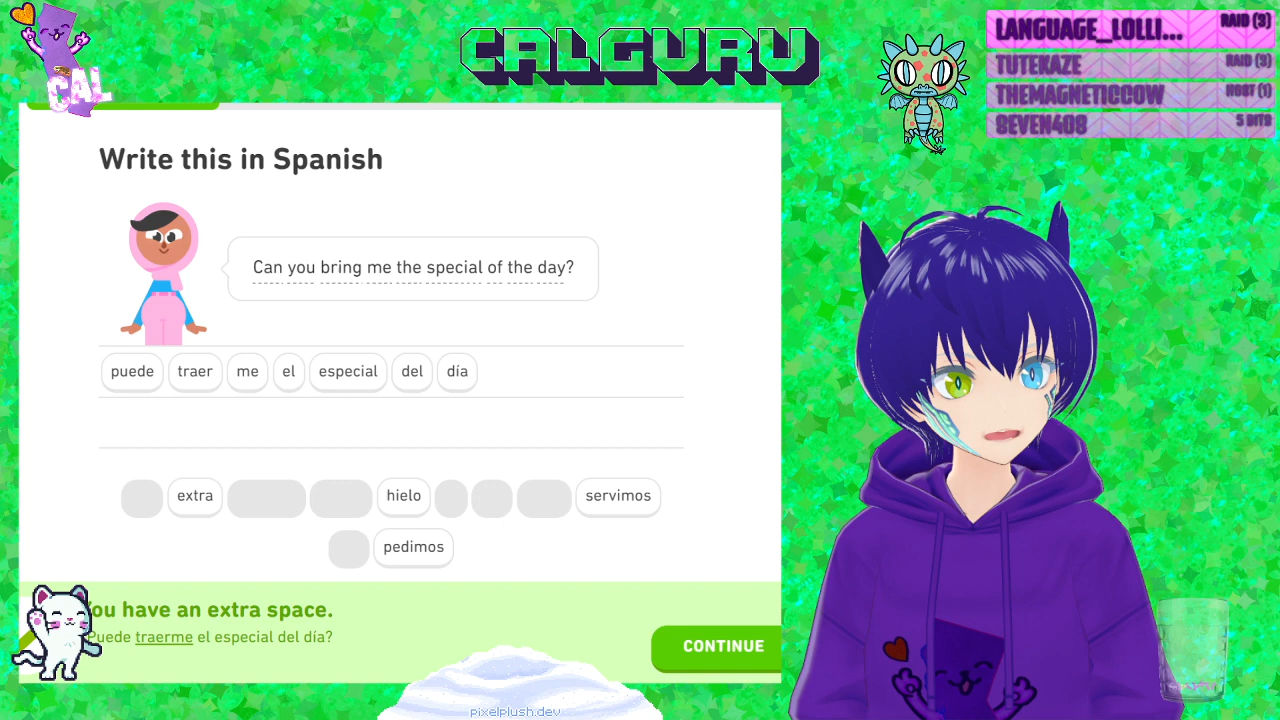 CAL
CALGURU
LANGUAGE_LOLLI... RAID (3)
TUTEKAZE RAID (3)
THEMAGNETICCOW HOST (1)
SEVEN408 5 BITS
Write this in Spanish
Can you bring me the special of the day?
puede traer me el especial del día
extra hielo servimos
pedimos
ou have an extra space.
Puede traerme el especial del día?
CONTINUE
pixelplush.dev